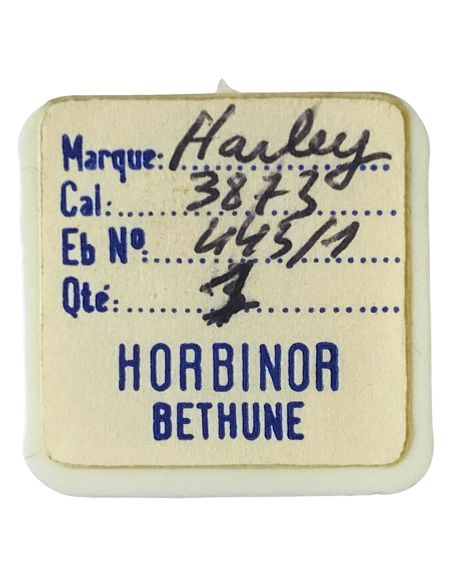 Marque: Harley
Cal: 3873
Eb Nº: 445/1
Qté: 1
HORBINOR
BETHUNE